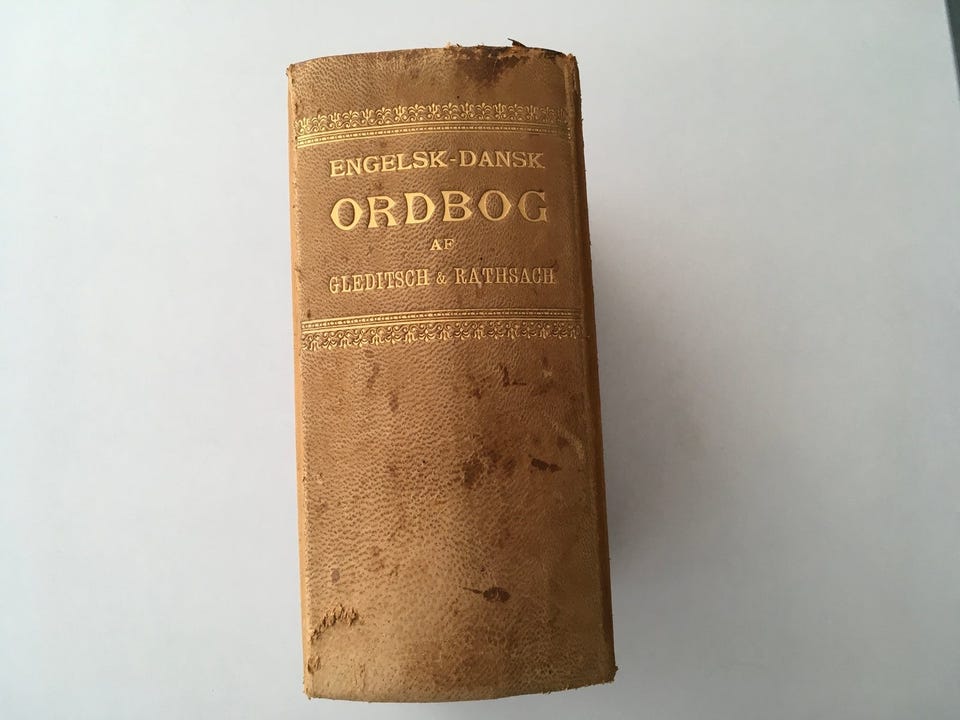 ENGELSK-DANSK
ORDBOG
AF
GLEDITSCH & RATHSACH